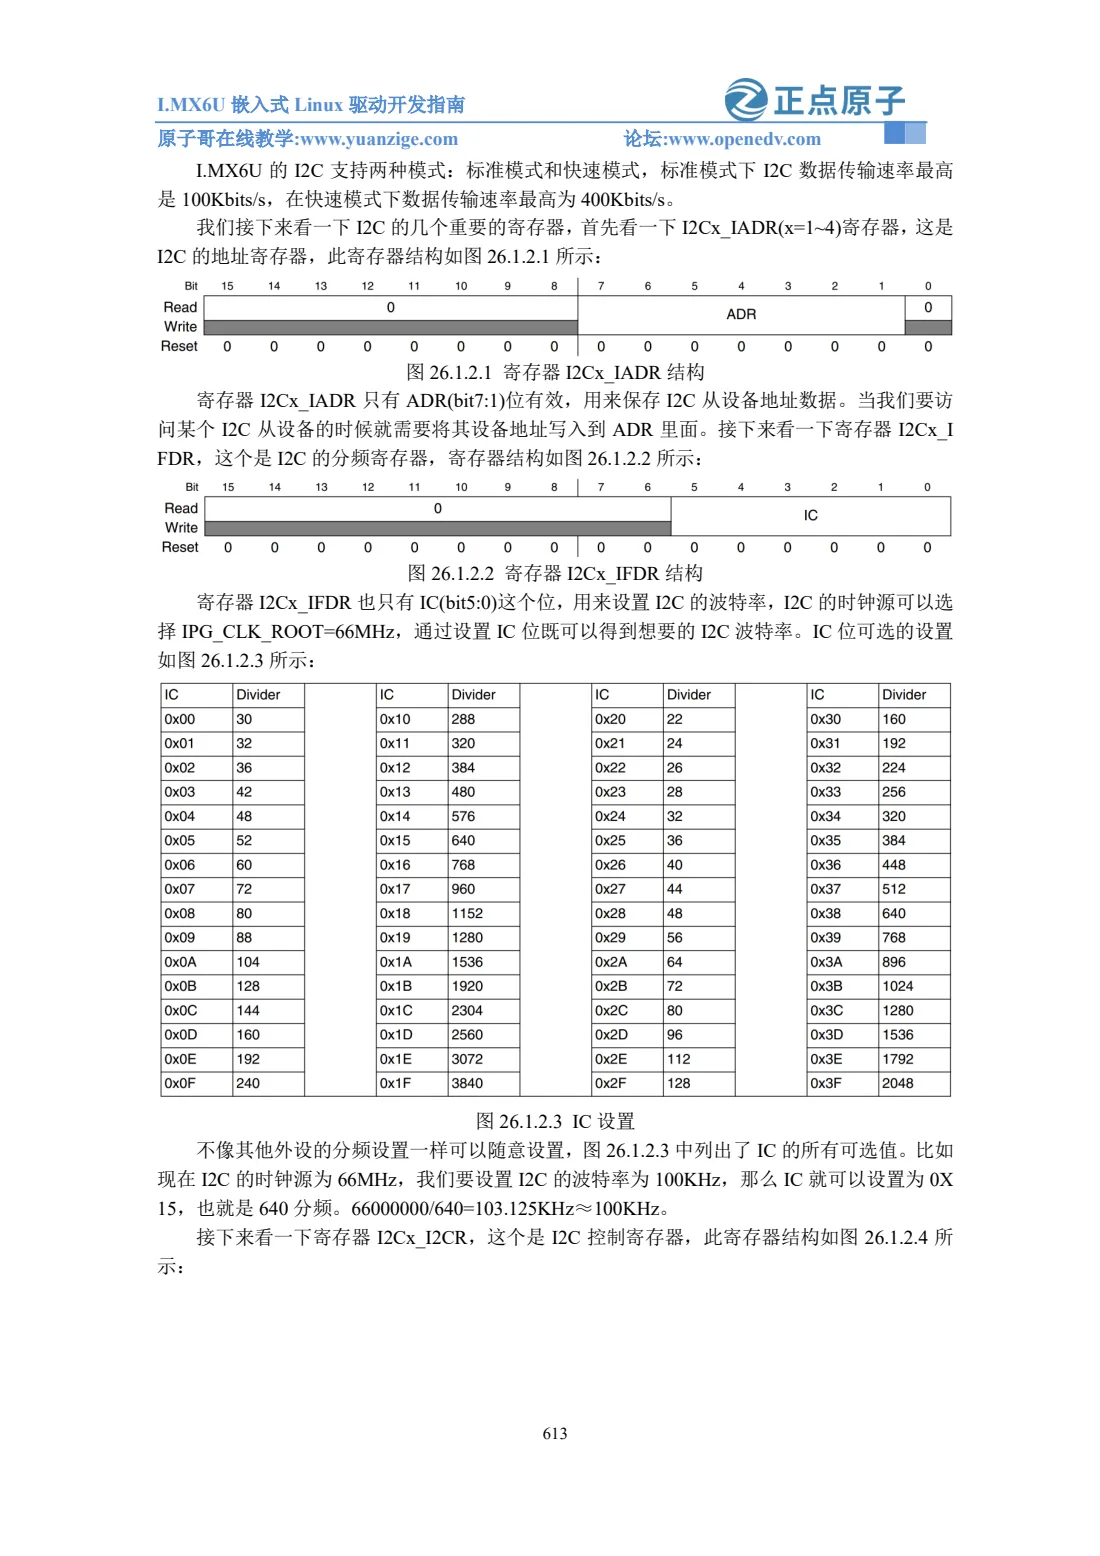 I.MX6U 嵌入式 Linux 驱动开发指南
正点原子
原子哥在线教学:www.yuanzige.com 论坛:www.openedv.com
I.MX6U 的 I2C 支持两种模式：标准模式和快速模式，标准模式下 I2C 数据传输速率最高
是 100Kbits/s，在快速模式下数据传输速率最高为 400Kbits/s。
我们接下来看一下 I2C 的几个重要的寄存器，首先看一下 I2Cx_IADR(x=1~4)寄存器，这是
I2C 的地址寄存器，此寄存器结构如图 26.1.2.1 所示：
Bit 15 14 13 12 11 10 9 8 7 6 5 4 3 2 1 0
Read 0 ADR 0
Write
Reset 0 0 0 0 0 0 0 0 0 0 0 0 0 0 0 0
图 26.1.2.1 寄存器 I2Cx_IADR 结构
寄存器 I2Cx_IADR 只有 ADR(bit7:1)位有效，用来保存 I2C 从设备地址数据。当我们要访
问某个 I2C 从设备的时候就需要将其设备地址写入到 ADR 里面。接下来看一下寄存器 I2Cx_I
FDR，这个是 I2C 的分频寄存器，寄存器结构如图 26.1.2.2 所示：
Bit 15 14 13 12 11 10 9 8 7 6 5 4 3 2 1 0
Read 0 IC
Write
Reset 0 0 0 0 0 0 0 0 0 0 0 0 0 0 0 0
图 26.1.2.2 寄存器 I2Cx_IFDR 结构
寄存器 I2Cx_IFDR 也只有 IC(bit5:0)这个位，用来设置 I2C 的波特率，I2C 的时钟源可以选
择 IPG_CLK_ROOT=66MHz，通过设置 IC 位既可以得到想要的 I2C 波特率。IC 位可选的设置
如图 26.1.2.3 所示：
IC Divider IC Divider IC Divider IC Divider
0x00 30 0x10 288 0x20 22 0x30 160
0x01 32 0x11 320 0x21 24 0x31 192
0x02 36 0x12 384 0x22 26 0x32 224
0x03 42 0x13 480 0x23 28 0x33 256
0x04 48 0x14 576 0x24 32 0x34 320
0x05 52 0x15 640 0x25 36 0x35 384
0x06 60 0x16 768 0x26 40 0x36 448
0x07 72 0x17 960 0x27 44 0x37 512
0x08 80 0x18 1152 0x28 48 0x38 640
0x09 88 0x19 1280 0x29 56 0x39 768
0x0A 104 0x1A 1536 0x2A 64 0x3A 896
0x0B 128 0x1B 1920 0x2B 72 0x3B 1024
0x0C 144 0x1C 2304 0x2C 80 0x3C 1280
0x0D 160 0x1D 2560 0x2D 96 0x3D 1536
0x0E 192 0x1E 3072 0x2E 112 0x3E 1792
0x0F 240 0x1F 3840 0x2F 128 0x3F 2048
图 26.1.2.3 IC 设置
不像其他外设的分频设置一样可以随意设置，图 26.1.2.3 中列出了 IC 的所有可选值。比如
现在 I2C 的时钟源为 66MHz，我们要设置 I2C 的波特率为 100KHz，那么 IC 就可以设置为 0X
15，也就是 640 分频。66000000/640=103.125KHz≈100KHz。
接下来看一下寄存器 I2Cx_I2CR，这个是 I2C 控制寄存器，此寄存器结构如图 26.1.2.4 所
示：
613